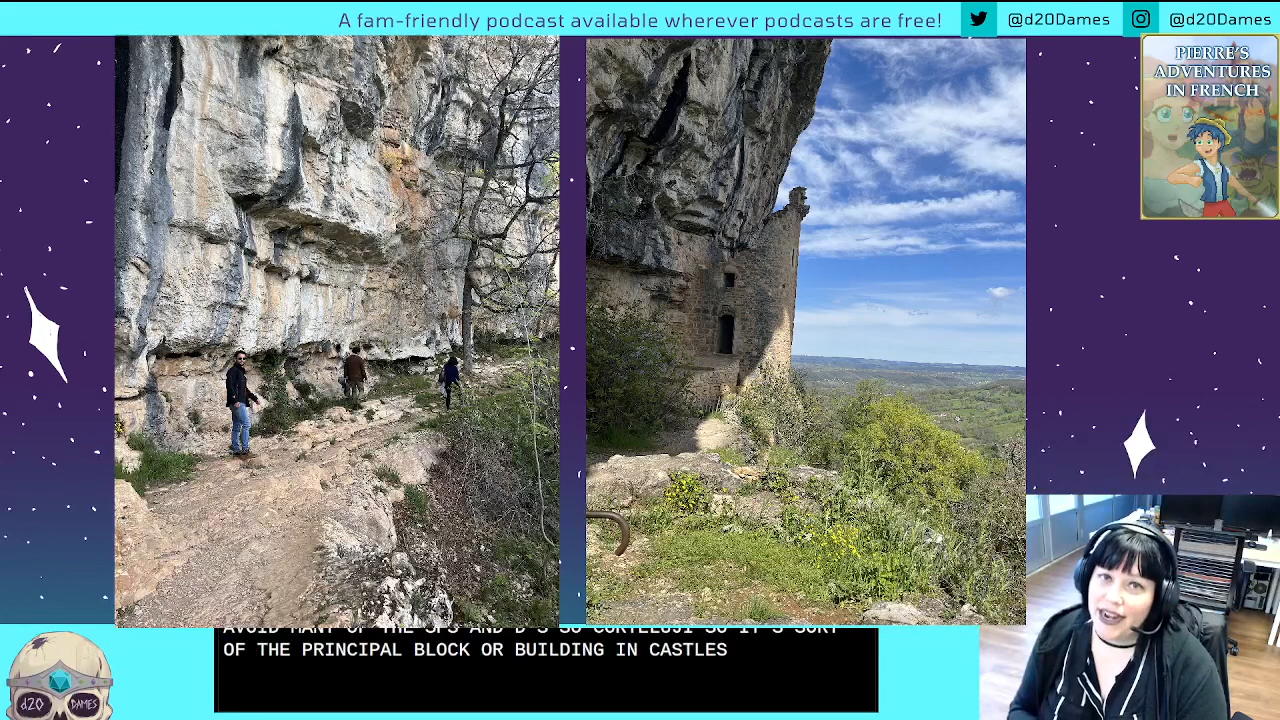 A fam-friendly podcast available wherever podcasts are free!
@d20Dames
@d20Dames
PIERRE'S
ADVENTURES
IN FRENCH
OF THE PRINCIPAL BLOCK OR BUILDING IN CASTLES
d20
DAMES